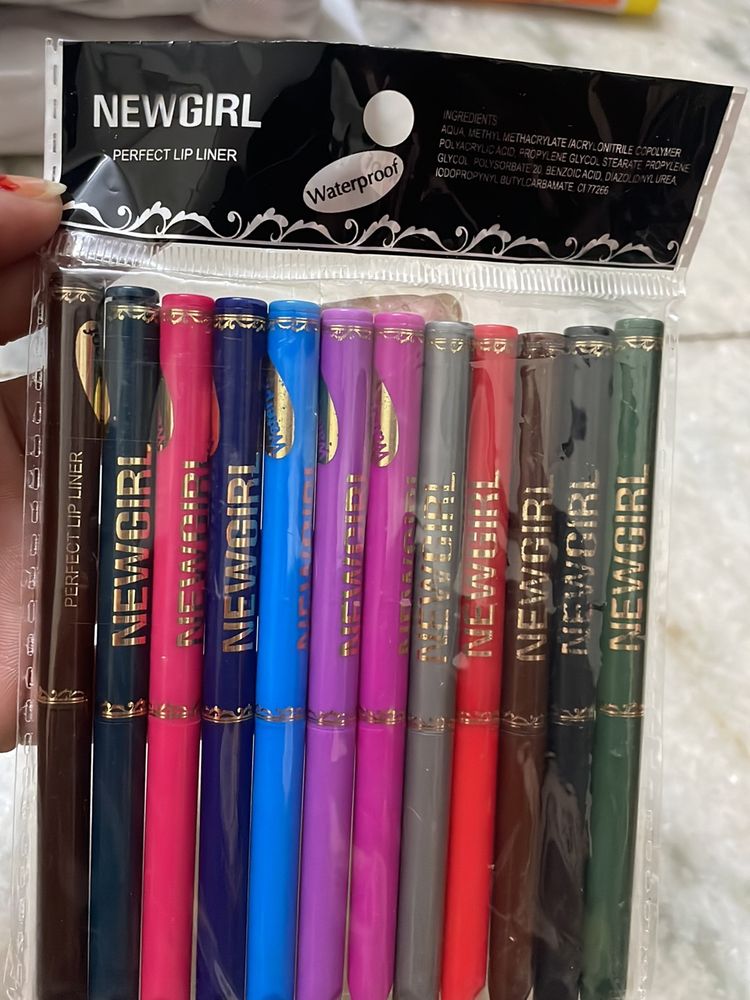 NEWGIRL
PERFECT LIP LINER
Waterproof
INGREDIENTS
AQUA, METHYL METHACRYLATE /ACRYLONITRILE COPOLYMER
POLYACRYLIC ACID, PROPYLENE GLYCOL STEARATE PROPYLENE
GLYCOL POLYSORBATE 20, BENZOIC ACID, DIAZOLIDINYL UREA,
IODOPROPYNYL BUTYLCARBAMATE, CI 77266
PERFECT LIP LINER
NEWGIRL
NEWGIRL
NEWGIRL
NEWGIRL
NEWGIRL
NEWGIRL
NEWGIRL
NEWGIRL
NEWGIRL
NEWGIRL